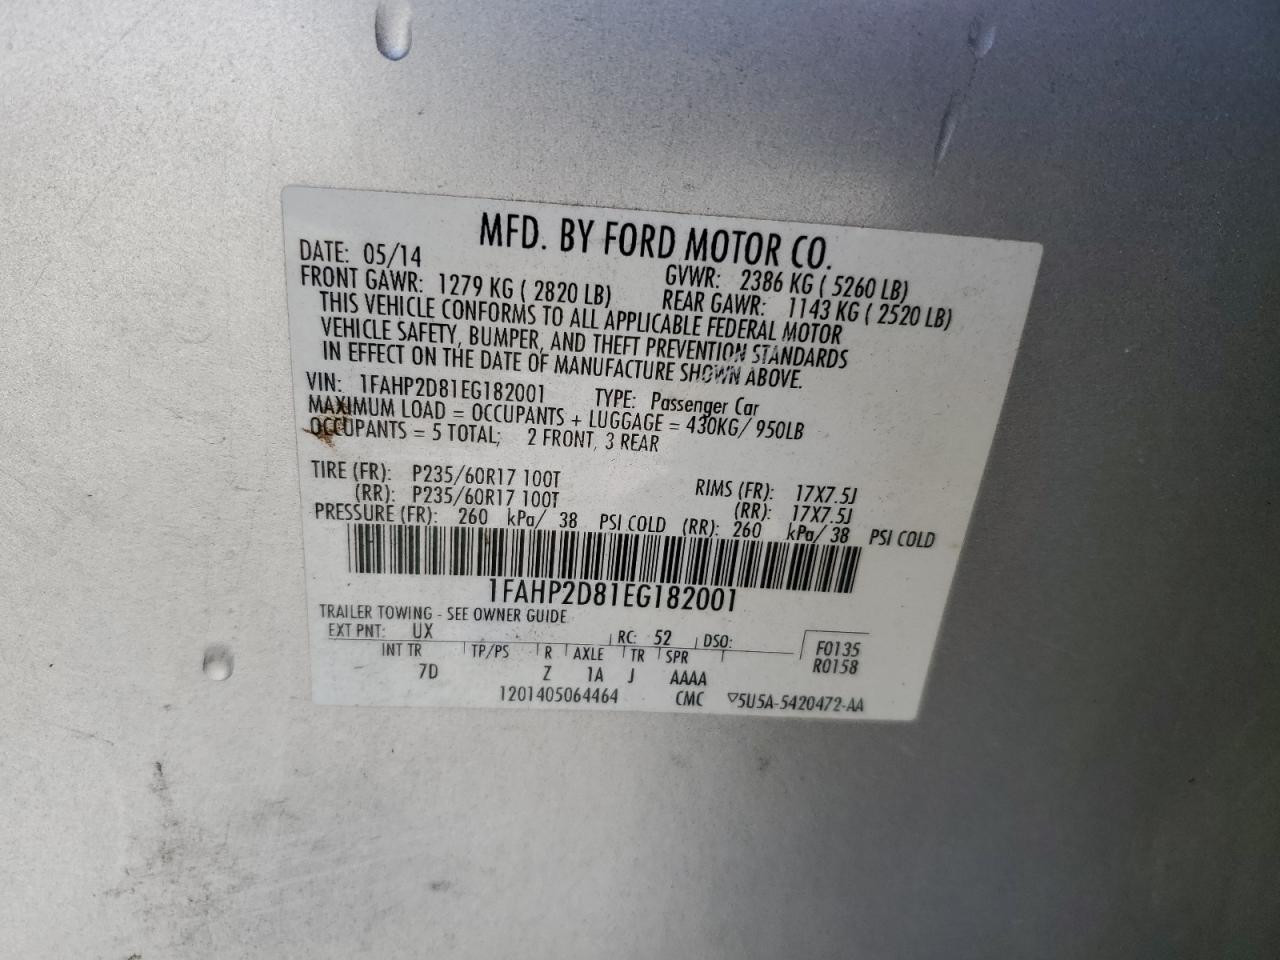 MFD. BY FORD MOTOR CO.
DATE: 05/14 GVWR: 2386 KG ( 5260 LB)
FRONT GAWR: 1279 KG ( 2820 LB) REAR GAWR: 1143 KG ( 2520 LB)
THIS VEHICLE CONFORMS TO ALL APPLICABLE FEDERAL MOTOR
VEHICLE SAFETY, BUMPER, AND THEFT PREVENTION STANDARDS
IN EFFECT ON THE DATE OF MANUFACTURE SHOWN ABOVE.
VIN: 1FAHP2D81EG182001 TYPE: Passenger Car
MAXIMUM LOAD = OCCUPANTS + LUGGAGE = 430KG/ 950LB
OCCUPANTS = 5 TOTAL; 2 FRONT, 3 REAR
TIRE (FR): P235/60R17 100T RIMS (FR): 17X7.5J
(RR): P235/60R17 100T (RR): 17X7.5J
PRESSURE (FR): 260 kPa/ 38 PSI COLD (RR): 260 kPa/ 38 PSI COLD
1FAHP2D81EG182001
TRAILER TOWING - SEE OWNER GUIDE
EXT PNT: UX RC: 52 DSO: F0135
INT TR TP/PS R AXLE TR SPR R0158
7D Z 1A J AAAA
1201405064464 CMC ▽5U5A-5420472-AA